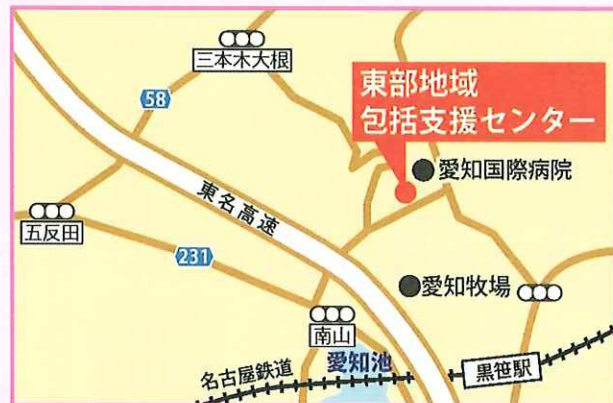 三本木大根
58
東部地域
包括支援センター
愛知国際病院
東名高速
五反田
231
愛知牧場
南山
愛知池
名古屋鉄道
黒笹駅